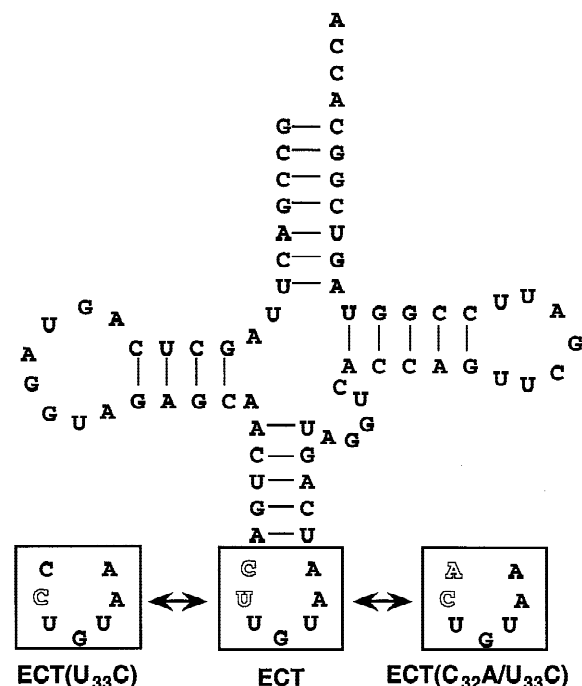 A
C
C
A
G C
C G
C G
G C
A U
C G
U A
A U G A C U C G A U
U G G C C U U A G
G G U A G A G C A
A C C A G U U C
C U G G A
A U
C G
U A
G C
A U
C A
C A
U G U
C A
U A
U G U
A A
C A
U G U
ECT(U33C)
ECT
ECT(C32A/U33C)